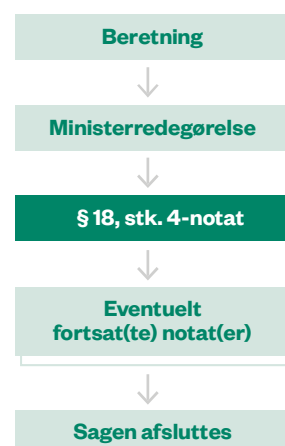 Beretning
Ministerredegørelse
§ 18, stk. 4-notat
Eventuelt
fortsat(te) notat(er)
Sagen afsluttes